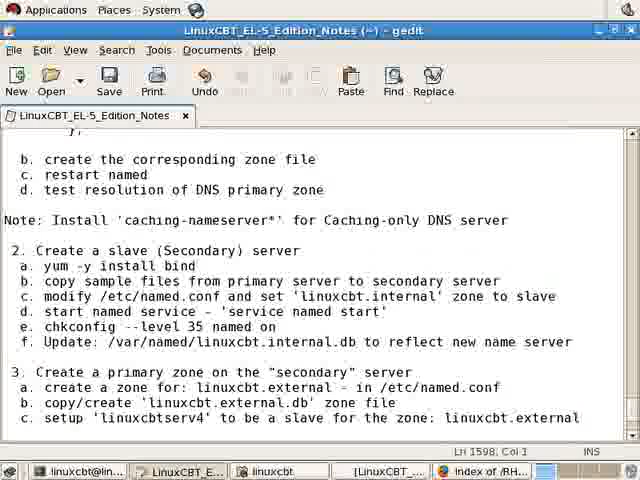 Applications Places System
LinuxCBT_EL-5_Edition_Notes (~) - gedit
File Edit View Search Tools Documents Help
New Open Save Print Undo Paste Find Replace
LinuxCBT_EL-5_Edition_Notes
};
b. create the corresponding zone file
c. restart named
d. test resolution of DNS primary zone
Note: Install 'caching-nameserver*' for Caching-only DNS server
2. Create a slave (Secondary) server
a. yum -y install bind
b. copy sample files from primary server to secondary server
c. modify /etc/named.conf and set 'linuxcbt.internal' zone to slave
d. start named service - 'service named start'
e. chkconfig --level 35 named on
f. Update: /var/named/linuxcbt.internal.db to reflect new name server
3. Create a primary zone on the "secondary" server
a. create a zone for: linuxcbt.external - in /etc/named.conf
b. copy/create 'linuxcbt.external.db' zone file
c. setup 'linuxcbtserv4' to be a slave for the zone: linuxcbt.external
Ln 1598, Col 1 INS
linuxcbt@lin... LinuxCBT_E... linuxcbt [LinuxCBT_... Index of /RH...